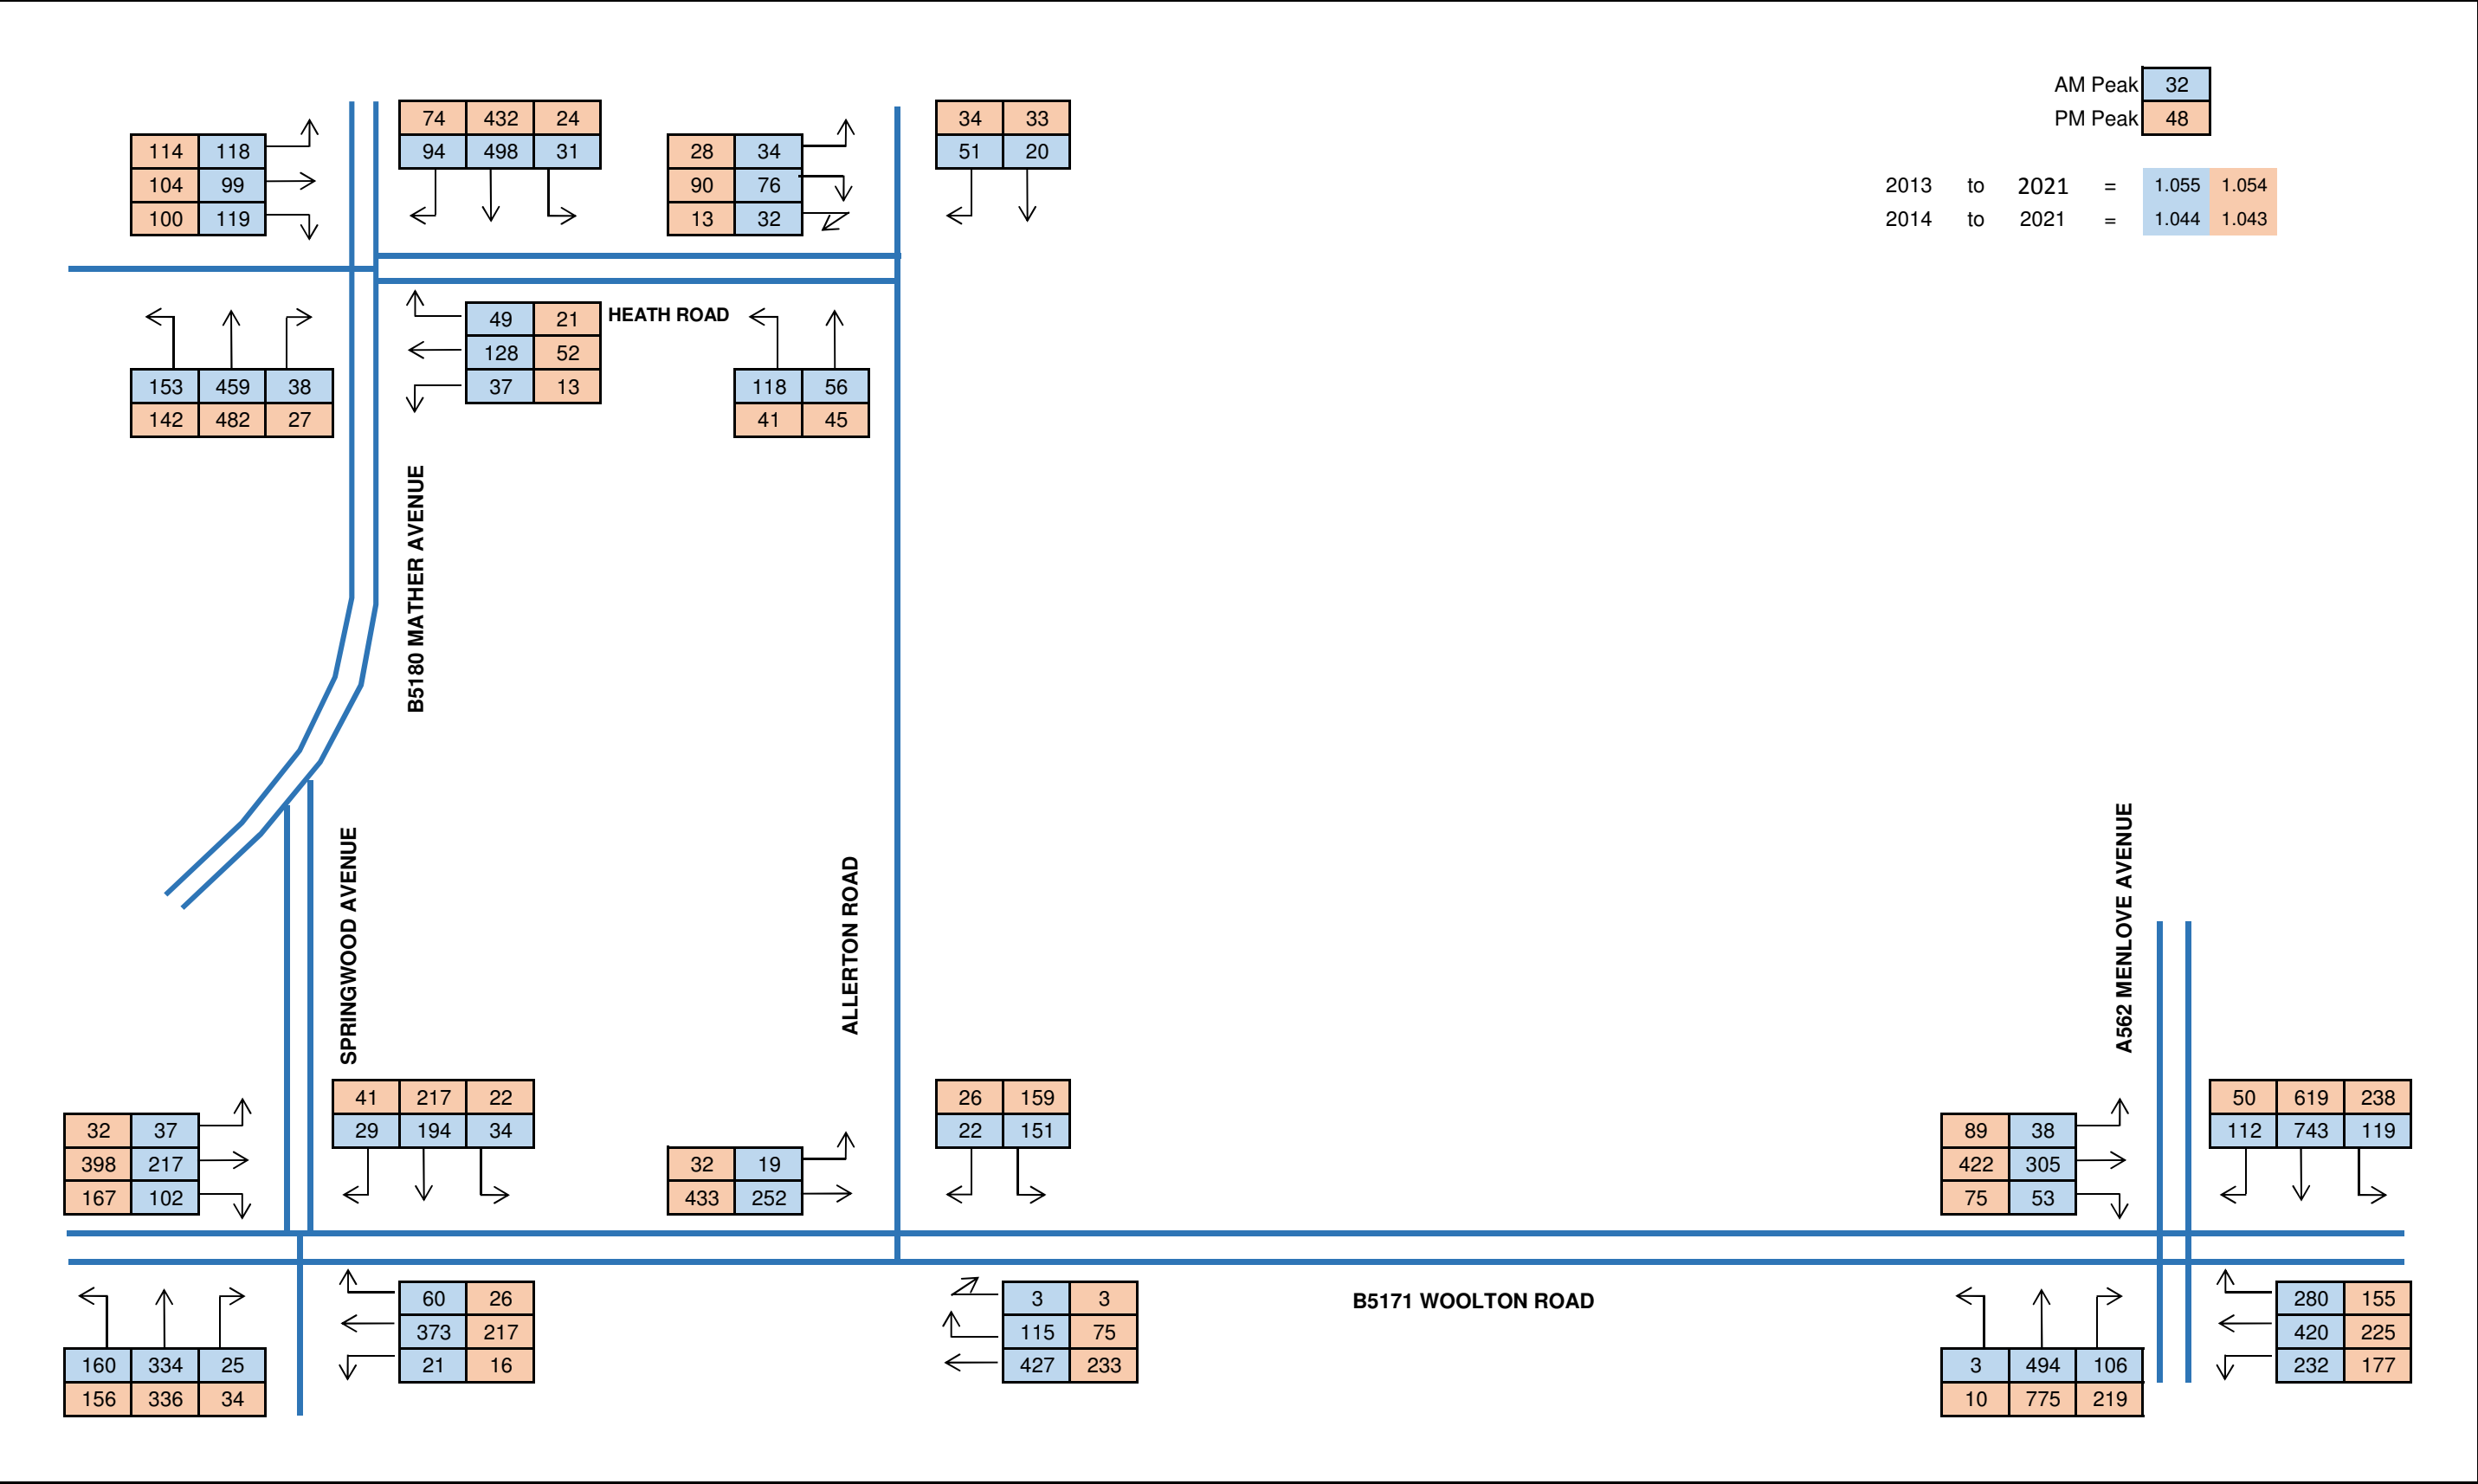 AM Peak 32
PM Peak 48
2013 to 2021 = 1.055 1.054
2014 to 2021 = 1.044 1.043
114 118
104 99
100 119
74 432 24
94 498 31
28 34
90 76
13 32
34 33
51 20
153 459 38
142 482 27
49 21
128 52
37 13
HEATH ROAD
118 56
41 45
B5180 MATHER AVENUE
SPRINGWOOD AVENUE
ALLERTON ROAD
A562 MENLOVE AVENUE
32 37
398 217
167 102
41 217 22
29 194 34
32 19
433 252
26 159
22 151
89 38
422 305
75 53
50 619 238
112 743 119
160 334 25
156 336 34
60 26
373 217
21 16
3 3
115 75
427 233
B5171 WOOLTON ROAD
3 494 106
10 775 219
280 155
420 225
232 177